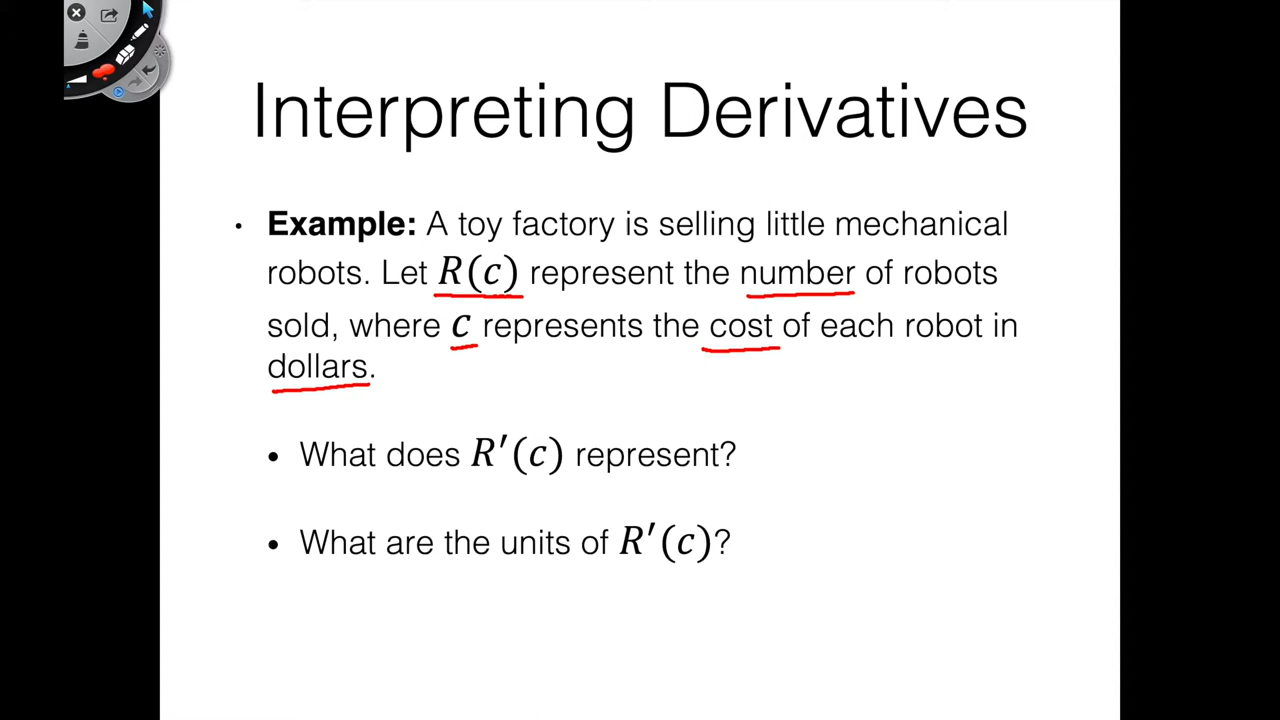 Interpreting Derivatives
• Example: A toy factory is selling little mechanical
robots. Let R(c) represent the number of robots
sold, where c represents the cost of each robot in
dollars.
• What does R′(c) represent?
• What are the units of R′(c)?